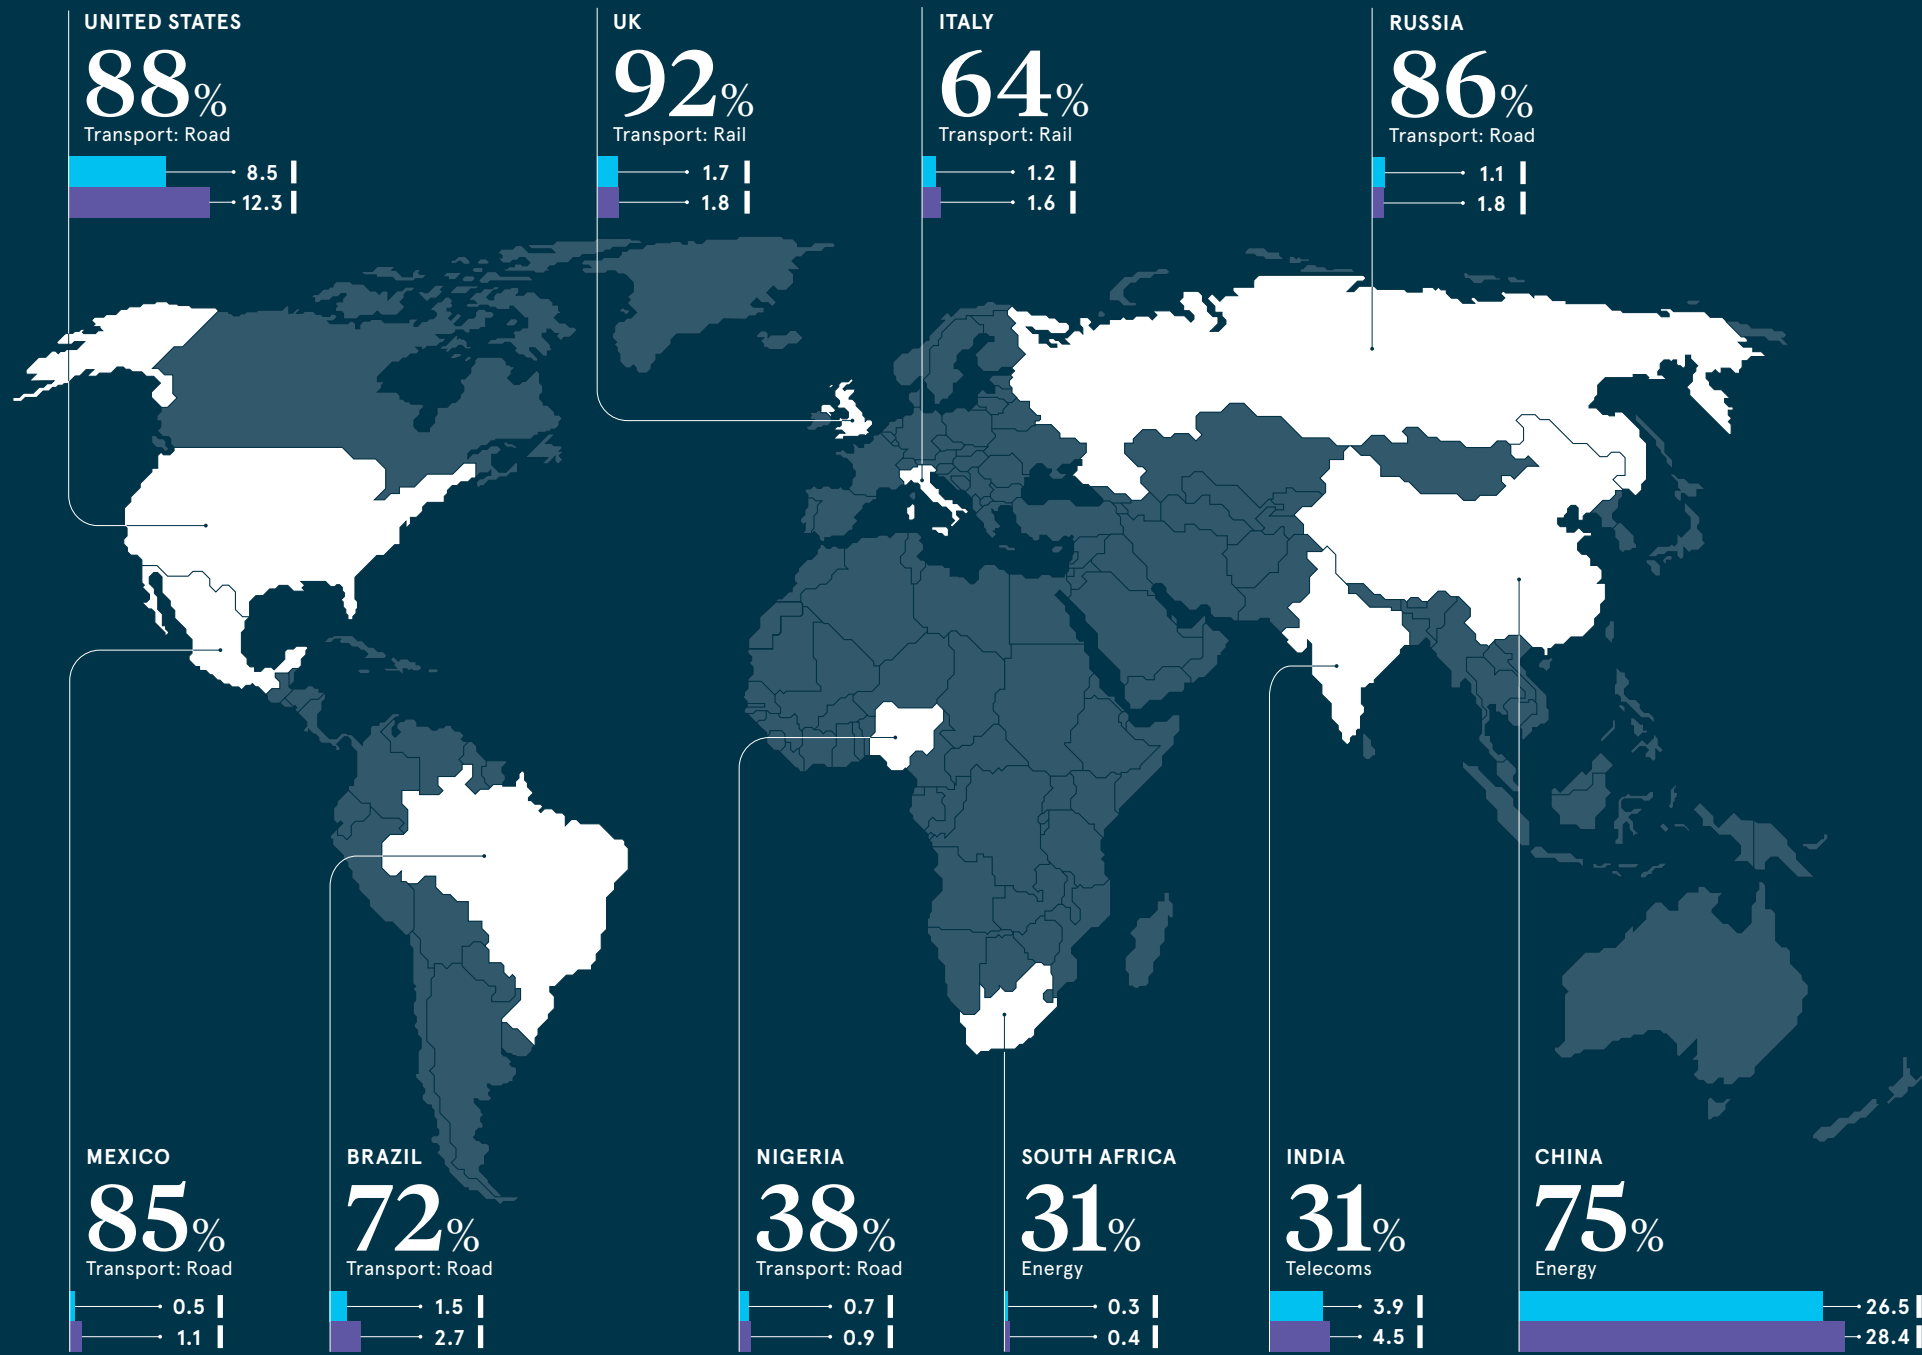 UNITED STATES
88%
Transport: Road
8.5
12.3
UK
92%
Transport: Rail
1.7
1.8
ITALY
64%
Transport: Rail
1.2
1.6
RUSSIA
86%
Transport: Road
1.1
1.8
MEXICO
85%
Transport: Road
0.5
1.1
BRAZIL
72%
Transport: Road
1.5
2.7
NIGERIA
38%
Transport: Road
0.7
0.9
SOUTH AFRICA
31%
Energy
0.3
0.4
INDIA
31%
Telecoms
3.9
4.5
CHINA
75%
Energy
26.5
28.4